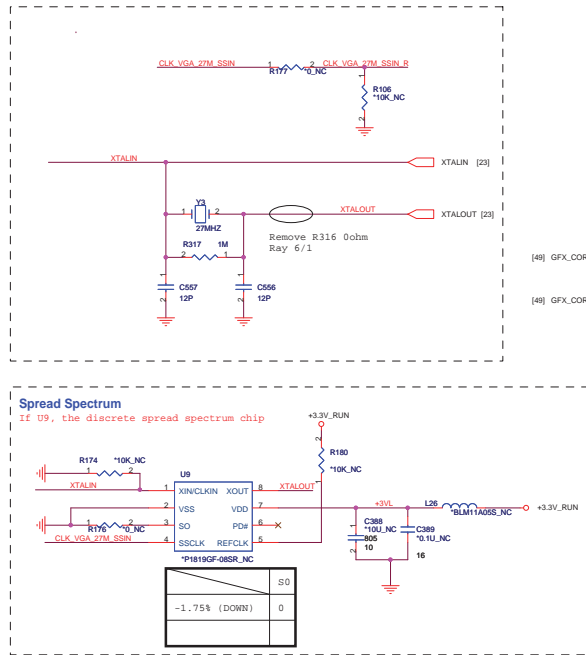 CLK_VGA_27M_SSIN 1 2 CLK_VGA_27M_SSIN_R
R177 *0_NC
1 R106
*10K_NC
2
XTALIN XTALIN [23]
Y3
1 2 XTALOUT XTALOUT [23]
27MHZ
Remove R316 0ohm
Ray 6/1
R317 1M
2 1
[49] GFX_COR
1 C557 1 C556
2 12P 2 12P
[49] GFX_COR
Spread Spectrum
If U9, the discrete spread spectrum chip
+3.3V_RUN
2
R180
*10K_NC
1
R174 *10K_NC
1 2
U9
XTALIN 1 XIN/CLKIN XOUT 8 XTALOUT
2 VSS VDD 7 +3VL L26 +3.3V_RUN
*BLM11A05S_NC
1 2 3 SO PD# 6
R176 *0_NC
CLK_VGA_27M_SSIN 4 SSCLK REFCLK 5
*P1819GF-08SR_NC
1 C388
*10U_NC
805
2 10
1 C389
*0.1U_NC
2
16
S0
-1.75% (DOWN) 0